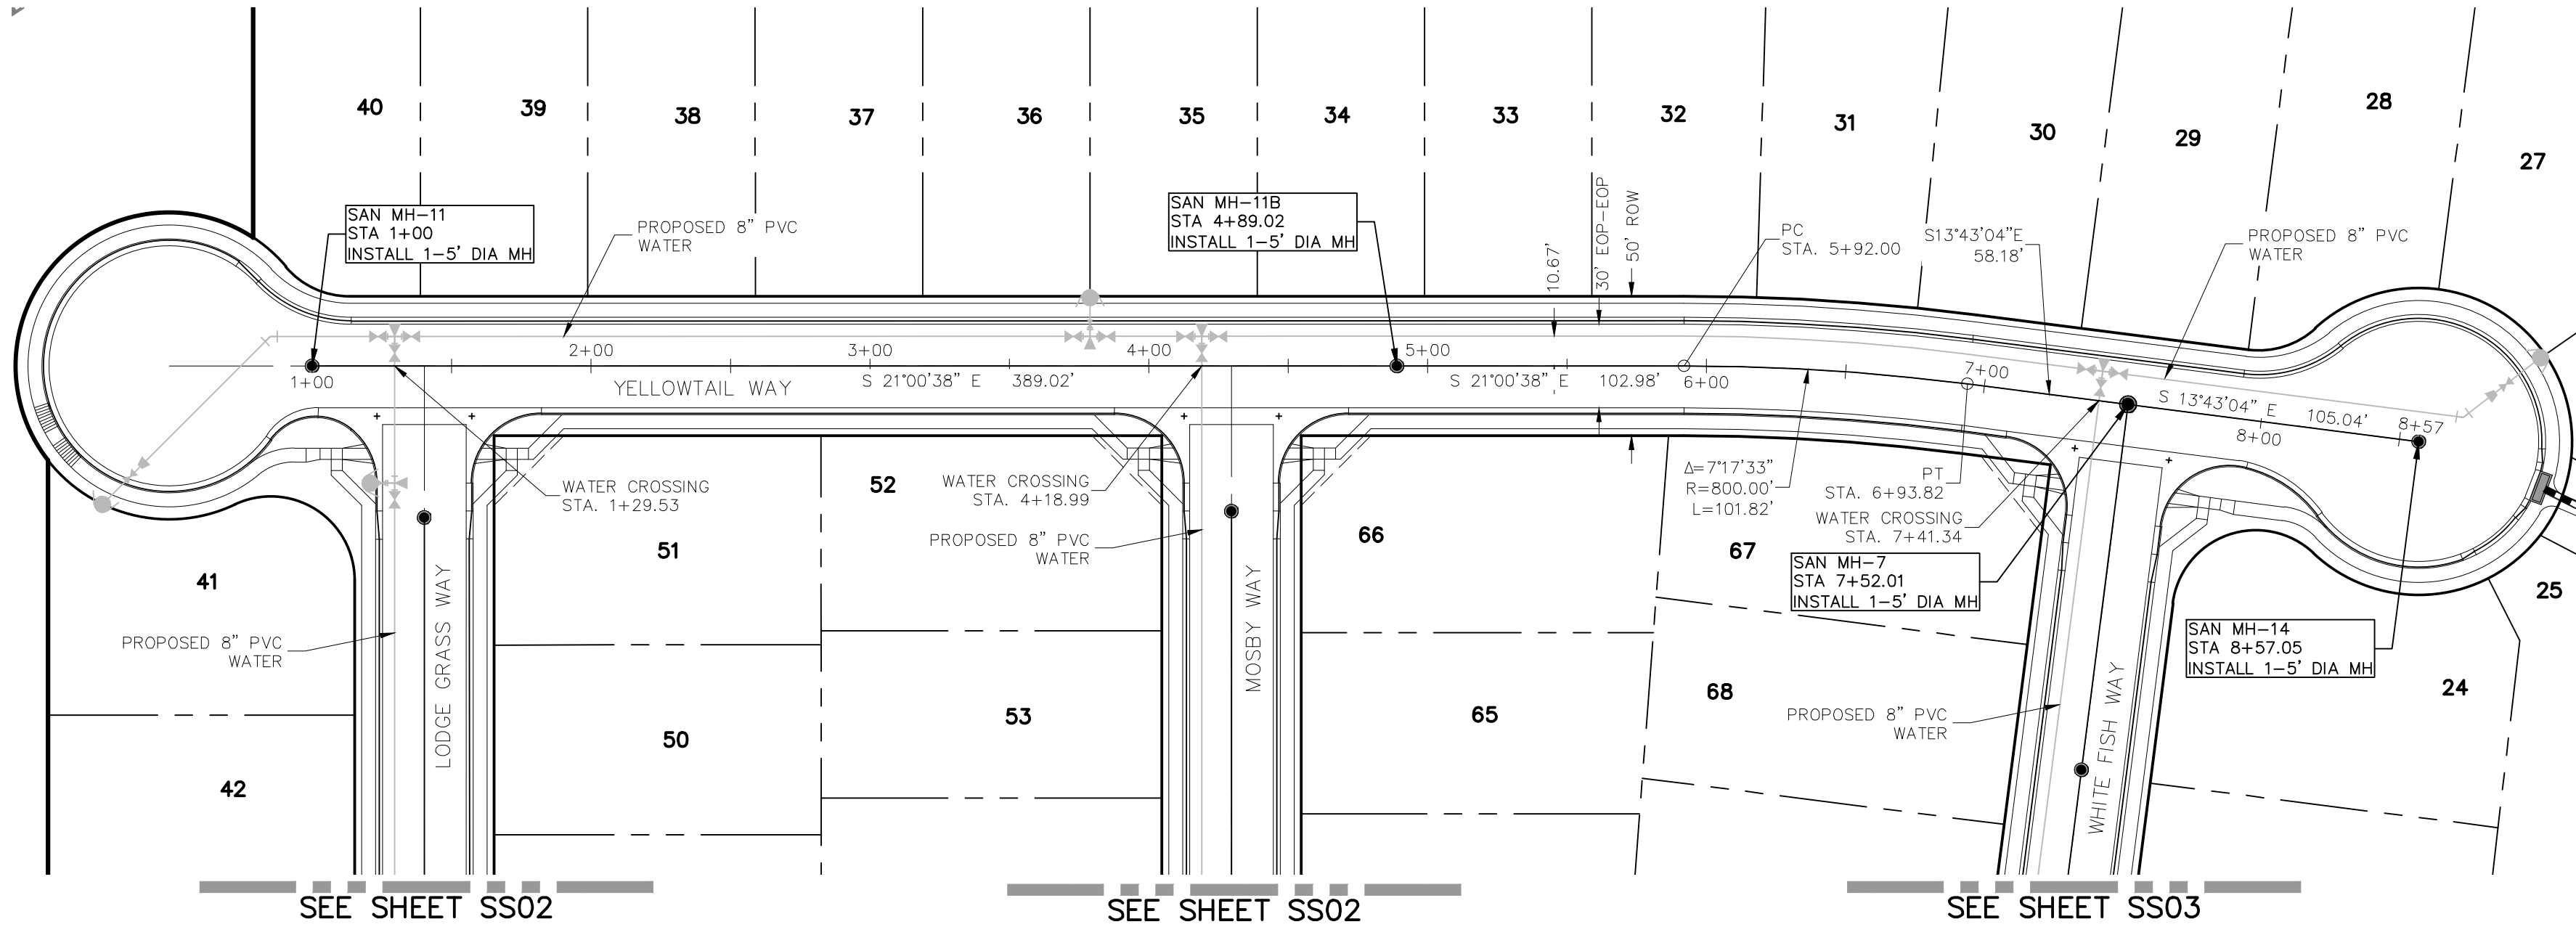 40
39
38
37
36
35
34
33
32
31
30
29
28
27
SAN MH-11
STA 1+00
INSTALL 1-5' DIA MH
PROPOSED 8" PVC
WATER
SAN MH-11B
STA 4+89.02
INSTALL 1-5' DIA MH
10.67'
30' EOP-EOP
50' ROW
PC
STA. 5+92.00
S13°43'04"E
58.18'
PROPOSED 8" PVC
WATER
1+00
2+00
3+00
4+00
5+00
6+00
7+00
8+00
8+57
YELLOWTAIL WAY
S 21°00'38" E 389.02'
S 21°00'38" E 102.98'
S 13°43'04" E 105.04'
WATER CROSSING
STA. 1+29.53
52
WATER CROSSING
STA. 4+18.99
PROPOSED 8" PVC
WATER
Δ=7°17'33"
R=800.00'
L=101.82'
PT
STA. 6+93.82
WATER CROSSING
STA. 7+41.34
SAN MH-7
STA 7+52.01
INSTALL 1-5' DIA MH
SAN MH-14
STA 8+57.05
INSTALL 1-5' DIA MH
41
51
66
67
25
PROPOSED 8" PVC
WATER
LODGE GRASS WAY
MOSBY WAY
WHITE FISH WAY
PROPOSED 8" PVC
WATER
42
50
53
65
68
24
SEE SHEET SS02
SEE SHEET SS02
SEE SHEET SS03